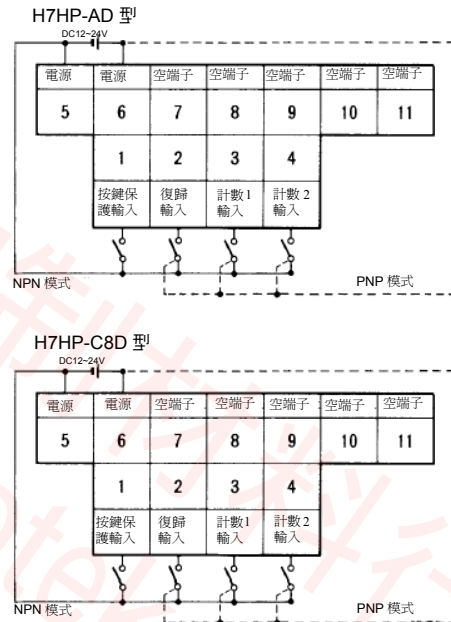 H7HP-AD 型
DC12~24V
電源 電源 空端子 空端子 空端子 空端子 空端子
5 6 7 8 9 10 11
1 2 3 4
按鍵保 復歸 計數1 計數2
護輸入 輸入 輸入 輸入
NPN 模式 PNP 模式
H7HP-C8D 型
DC12~24V
電源 電源 空端子 空端子 空端子 空端子 空端子
5 6 7 8 9 10 11
1 2 3 4
按鍵保 復歸 計數1 計數2
護輸入 輸入 輸入 輸入
NPN 模式 PNP 模式